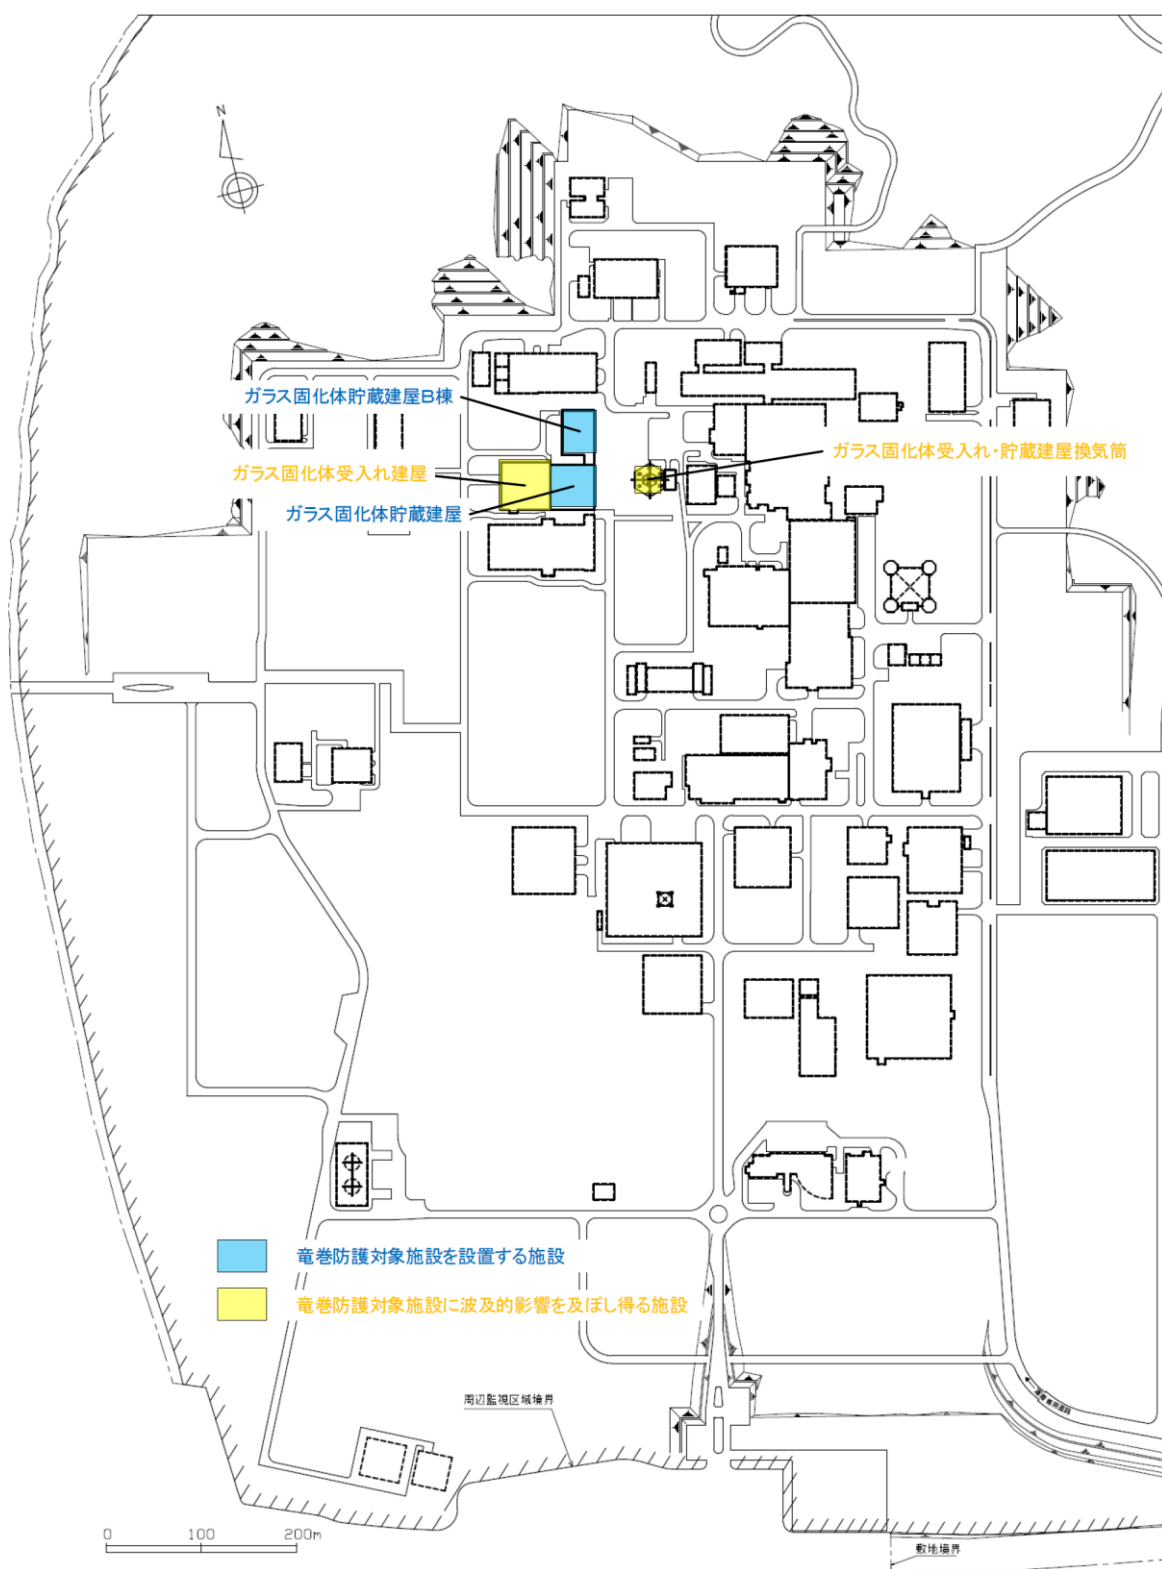 N
ガラス固化体貯蔵建屋B棟
ガラス固化体受入れ建屋
ガラス固化体受入れ・貯蔵建屋換気筒
ガラス固化体貯蔵建屋
竜巻防護対象施設を設置する施設
竜巻防護対象施設に波及的影響を及ぼし得る施設
周辺監視区域境界
0 100 200m
敷地境界